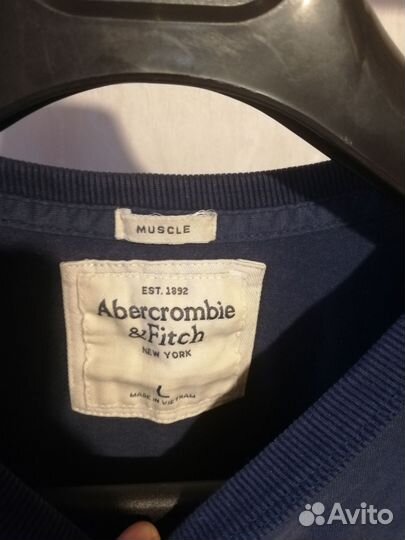 MUSCLE
EST. 1892
Abercrombie
& Fitch
NEW YORK
L
MADE IN VIETNAM
Avito